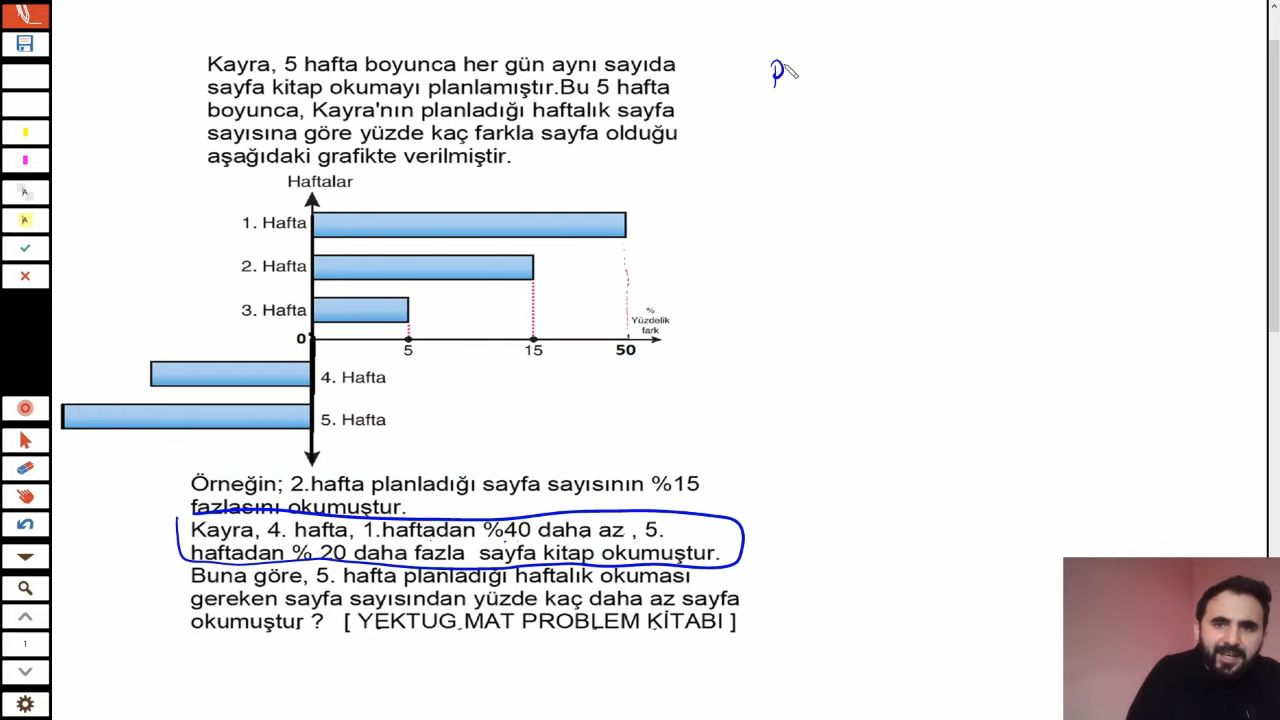 Kayra, 5 hafta boyunca her gün aynı sayıda
sayfa kitap okumayı planlamıştır.Bu 5 hafta
boyunca, Kayra'nın planladığı haftalık sayfa
sayısına göre yüzde kaç farkla sayfa olduğu
aşağıdaki grafikte verilmiştir.
Haftalar
1. Hafta
2. Hafta
3. Hafta
%
Yüzdelik
fark
0
5
15
50
4. Hafta
5. Hafta
Örneğin; 2.hafta planladığı sayfa sayısının %15
fazlasını okumuştur.
Kayra, 4. hafta, 1.haftadan %40 daha az , 5.
haftadan % 20 daha fazla sayfa kitap okumuştur.
Buna göre, 5. hafta planladığı haftalık okuması
gereken sayfa sayısından yüzde kaç daha az sayfa
okumuştur ? [ YEKTUG MAT PROBLEM KİTABI ]
p
A
A
1